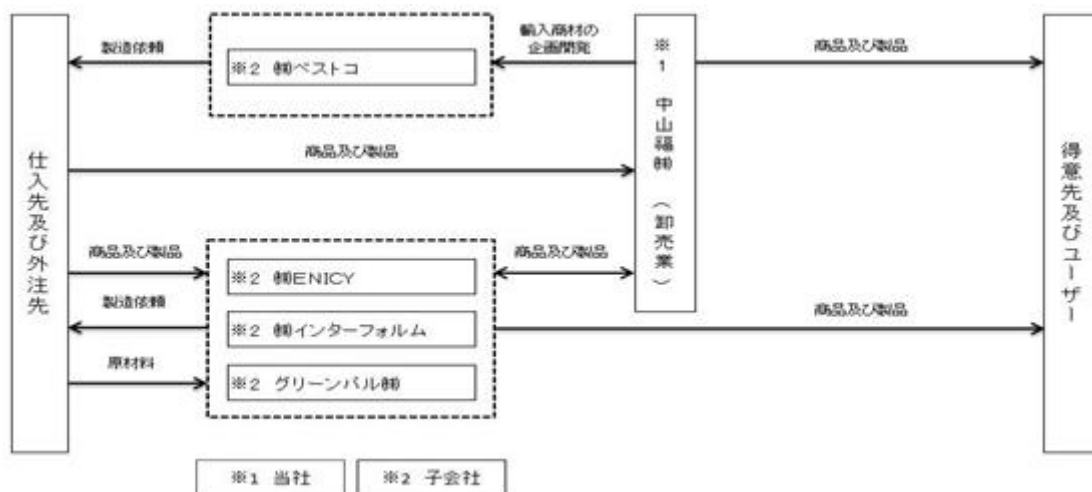 製造依頼
※2 ㈱ベストコ
輸入商材の
企画開発
※1 中山福㈱ (卸売業)
商品及び製品
仕入先及び外注先
商品及び製品
得意先及びユーザー
商品及び製品
※2 ㈱ENICY
商品及び製品
製造依頼
※2 ㈱インターフォルム
商品及び製品
原材料
※2 グリーンパル㈱
※1 当社
※2 子会社